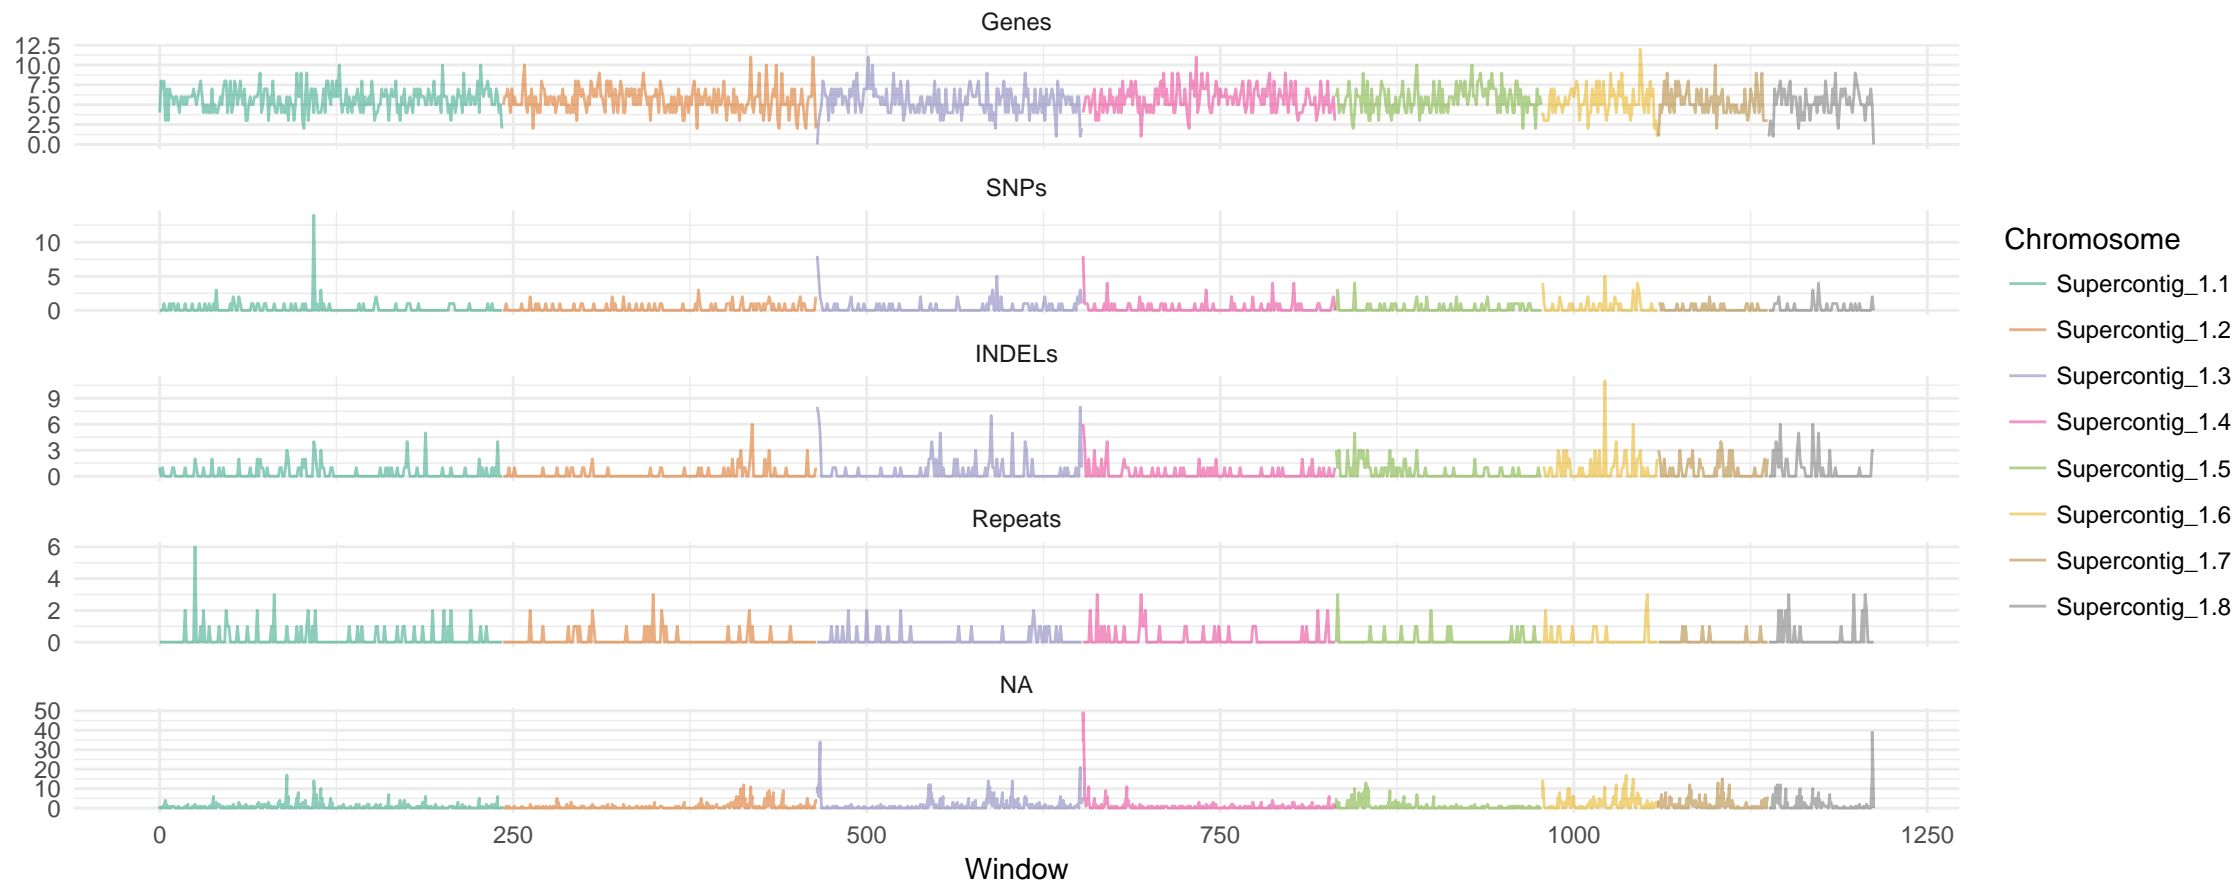 Genes
12.5
10.0
7.5
5.0
2.5
0.0
SNPs
10
5
0
INDELs
9
6
3
0
Repeats
6
4
2
0
NA
50
40
30
20
10
0
0 250 500 750 1000 1250
Window
Chromosome
Supercontig_1.1
Supercontig_1.2
Supercontig_1.3
Supercontig_1.4
Supercontig_1.5
Supercontig_1.6
Supercontig_1.7
Supercontig_1.8